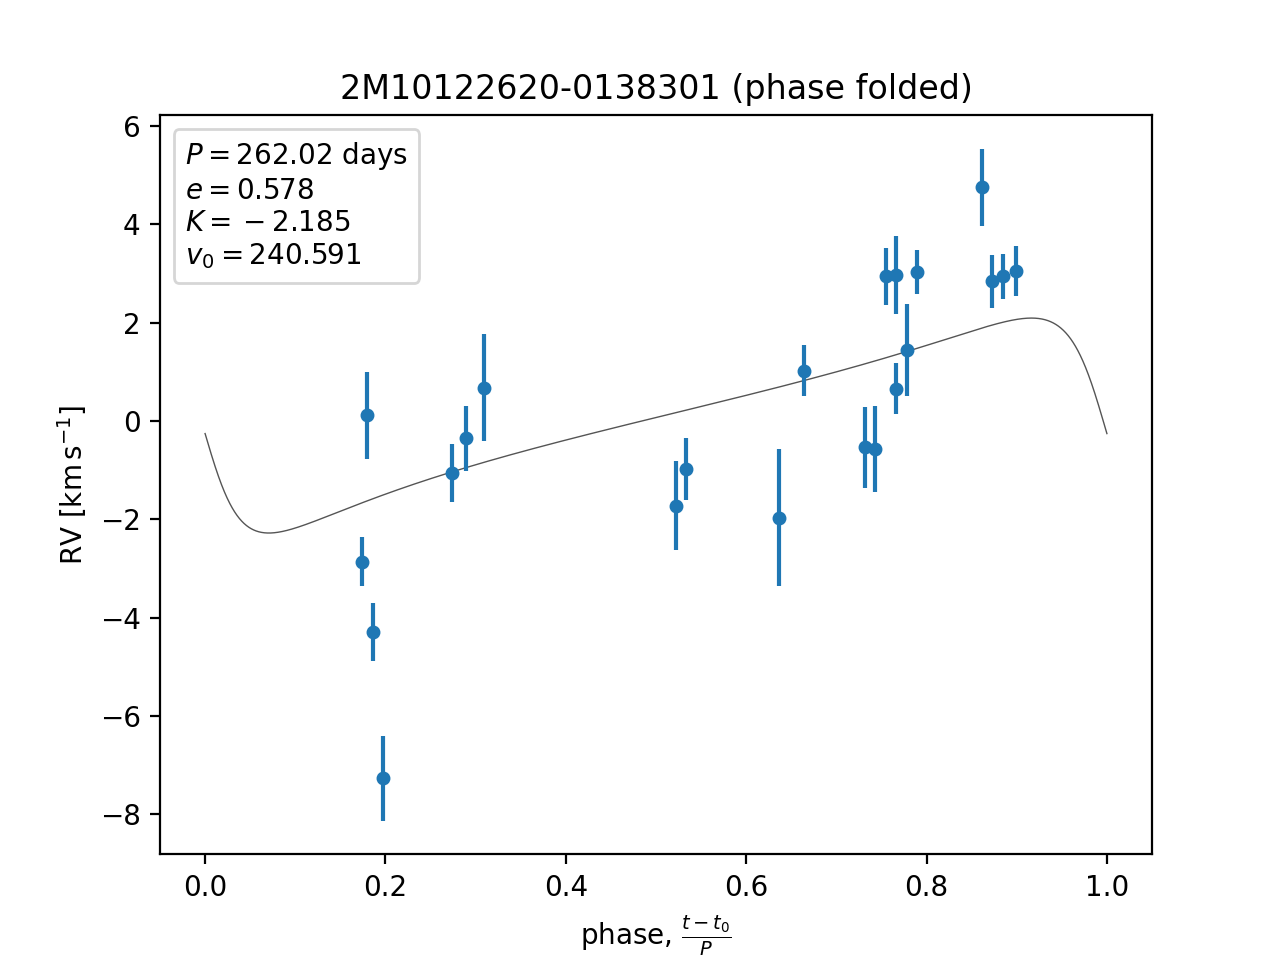 2M10122620-0138301 (phase folded)
P = 262.02 days
e = 0.578
K = −2.185
v₀ = 240.591
6
4
2
0
−2
−4
−6
−8
RV [km s⁻¹]
0.0 0.2 0.4 0.6 0.8 1.0
phase, (t − t₀)/P